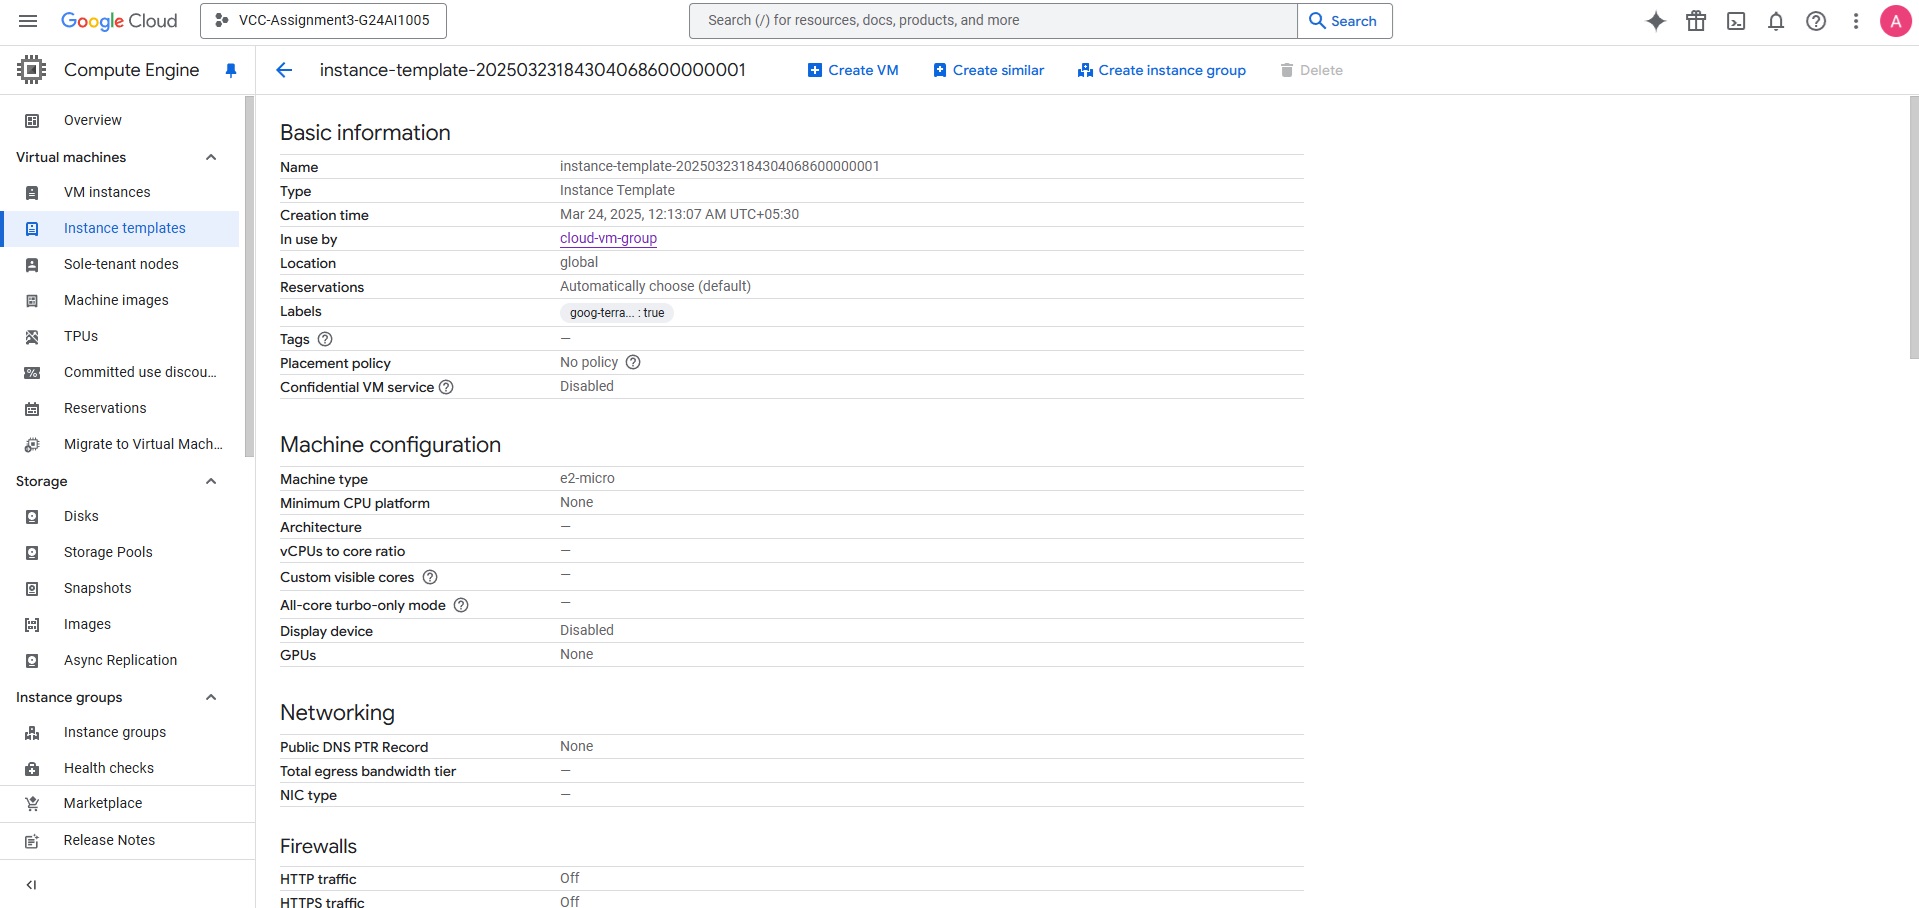 Google Cloud
VCC-Assignment3-G24AI1005
Search (/) for resources, docs, products, and more
Search
A
Compute Engine
instance-template-20250323184304068600000001
Create VM
Create similar
Create instance group
Delete
Overview
Virtual machines
VM instances
Instance templates
Sole-tenant nodes
Machine images
TPUs
Committed use discou...
Reservations
Migrate to Virtual Mach...
Storage
Disks
Storage Pools
Snapshots
Images
Async Replication
Instance groups
Instance groups
Health checks
Marketplace
Release Notes
Basic information
Name instance-template-20250323184304068600000001
Type Instance Template
Creation time Mar 24, 2025, 12:13:07 AM UTC+05:30
In use by cloud-vm-group
Location global
Reservations Automatically choose (default)
Labels goog-terra... : true
Tags —
Placement policy No policy
Confidential VM service Disabled
Machine configuration
Machine type e2-micro
Minimum CPU platform None
Architecture —
vCPUs to core ratio —
Custom visible cores —
All-core turbo-only mode —
Display device Disabled
GPUs None
Networking
Public DNS PTR Record None
Total egress bandwidth tier —
NIC type —
Firewalls
HTTP traffic Off
HTTPS traffic Off